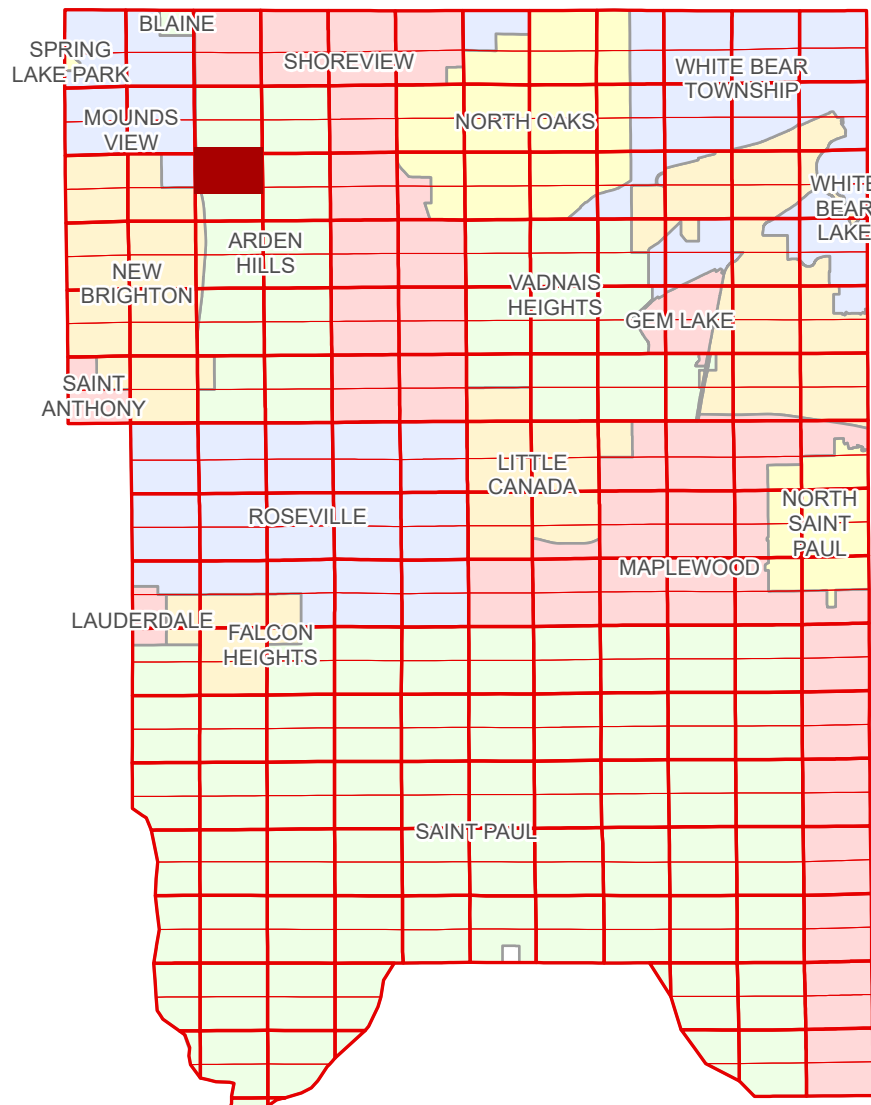 BLAINE
SPRING
LAKE PARK
SHOREVIEW
WHITE BEAR
TOWNSHIP
MOUNDS
VIEW
NORTH OAKS
WHITE
BEAR
LAKE
ARDEN
HILLS
NEW
BRIGHTON
VADNAIS
HEIGHTS
GEM LAKE
SAINT
ANTHONY
LITTLE
CANADA
ROSEVILLE
NORTH
SAINT
PAUL
MAPLEWOOD
LAUDERDALE
FALCON
HEIGHTS
SAINT PAUL